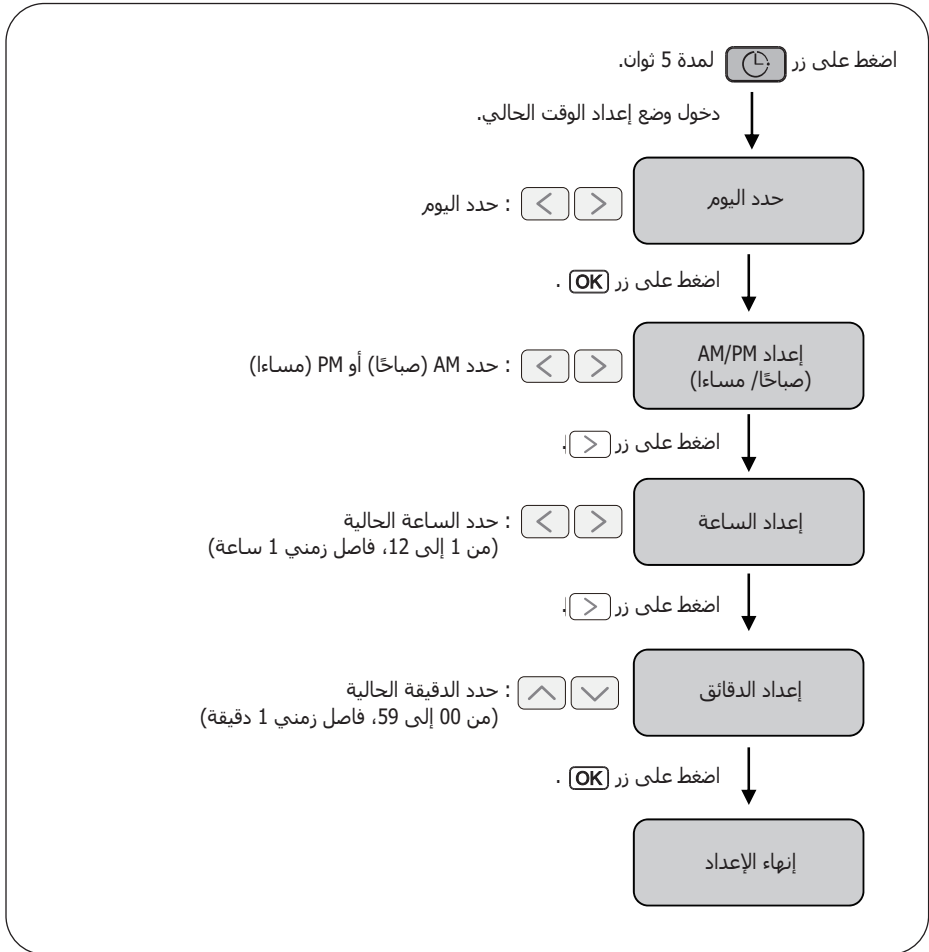 اضغط على زر لمدة 5 ثوان.
دخول وضع إعداد الوقت الحالي.
حدد اليوم
< > : حدد اليوم
اضغط على زر OK .
إعداد AM/PM
(صباحًا/ مساءا)
< > : حدد AM (صباحًا) أو PM (مساءا)
اضغط على زر > .
إعداد الساعة
< > : حدد الساعة الحالية
(من 1 إلى 12، فاصل زمني 1 ساعة)
اضغط على زر > .
إعداد الدقائق
: حدد الدقيقة الحالية
(من 00 إلى 59، فاصل زمني 1 دقيقة)
اضغط على زر OK .
إنهاء الإعداد